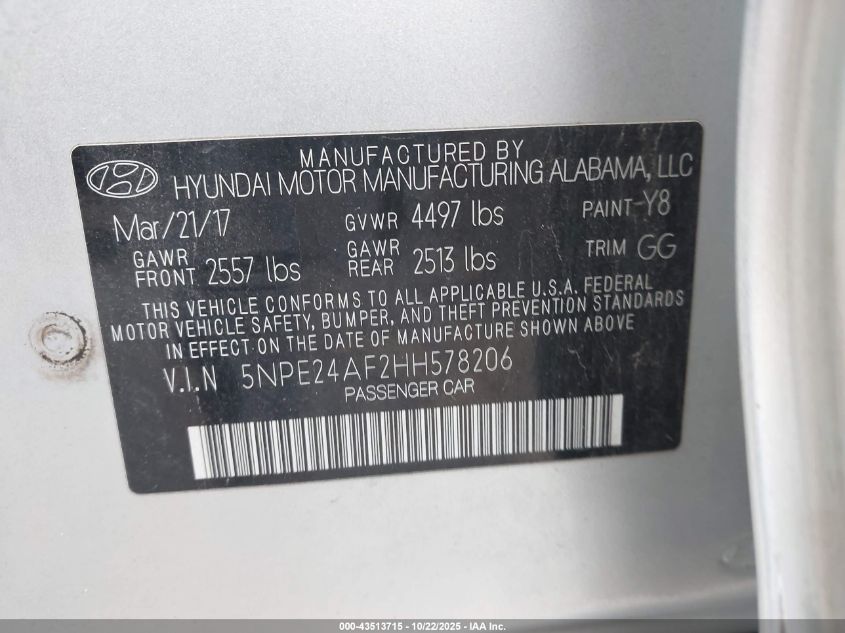 MANUFACTURED BY
HYUNDAI MOTOR MANUFACTURING ALABAMA, LLC
Mar/21/17 GVWR 4497 lbs PAINT-Y8
GAWR FRONT 2557 lbs GAWR REAR 2513 lbs TRIM GG
THIS VEHICLE CONFORMS TO ALL APPLICABLE U.S.A. FEDERAL
MOTOR VEHICLE SAFETY, BUMPER, AND THEFT PREVENTION STANDARDS
IN EFFECT ON THE DATE OF MANUFACTURE SHOWN ABOVE
V.I.N 5NPE24AF2HH578206
PASSENGER CAR
000-43513715 - 10/22/2025 - IAA Inc.